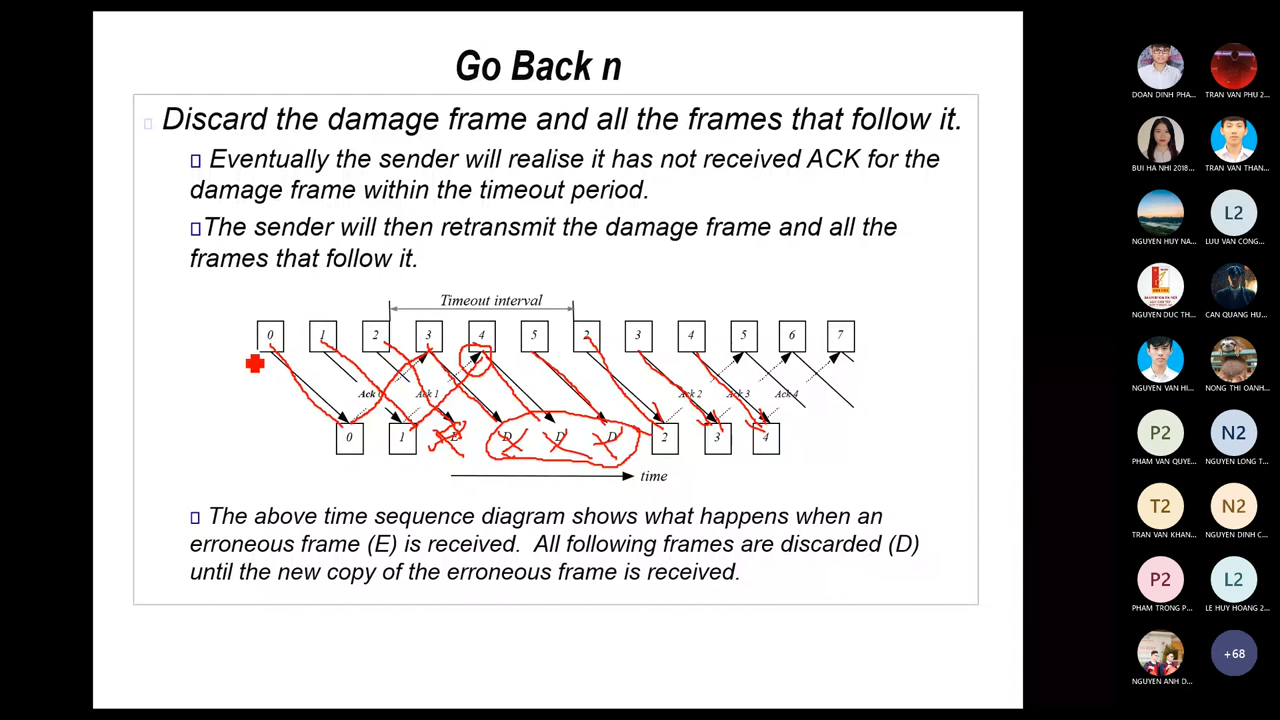 Go Back n
Discard the damage frame and all the frames that follow it.
Eventually the sender will realise it has not received ACK for the
damage frame within the timeout period.
The sender will then retransmit the damage frame and all the
frames that follow it.
Timeout interval
0 1 2 3 4 5 2 3 4 5 6 7
Ack Ack 1 Ack 2 Ack 3 Ack 4
0 1 E D D D 2 3 4
time
The above time sequence diagram shows what happens when an
erroneous frame (E) is received. All following frames are discarded (D)
until the new copy of the erroneous frame is received.
DOAN DINH PHA... TRAN VAN PHU 2...
BUI HA NHI 2018... TRAN VAN THAN...
L2
NGUYEN HUY NA... LUU VAN CONG...
NGUYEN DUC TH... CAN QUANG HU...
NGUYEN VAN HI... NONG THI OANH...
P2 N2
PHAM VAN QUYE... NGUYEN LONG T...
T2 N2
TRAN VAN KHAN... NGUYEN DINH C...
P2 L2
PHAM TRONG P... LE HUY HOANG 2...
+68
NGUYEN ANH D...